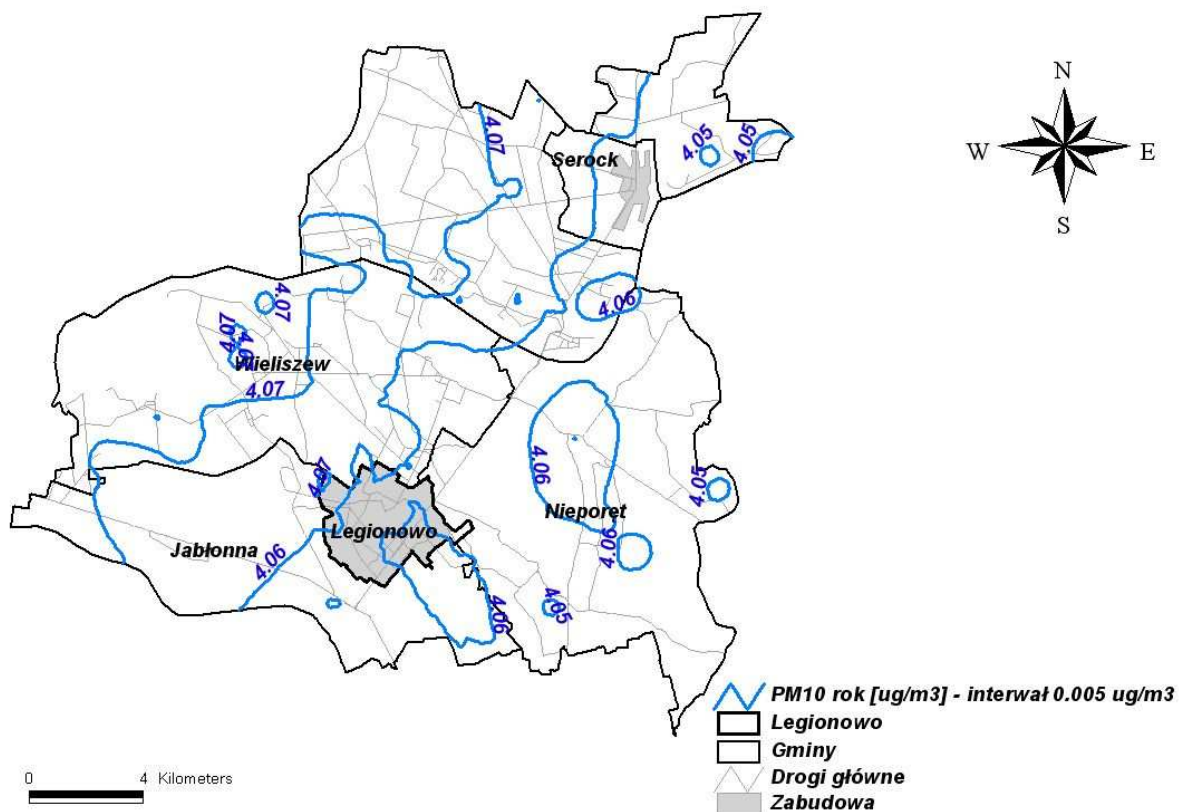 N
W E
S
4.07
Serock
4.05
4.05
4.06
4.07
4.07
Wieliszew
4.07
4.07
4.06
4.05
Nieporęt
Legionowo
Jabłonna
4.06
4.06
4.06
4.05
PM10 rok [ug/m3] - interwał 0.005 ug/m3
Legionowo
Gminy
Drogi główne
Zabudowa
0 4 Kilometers